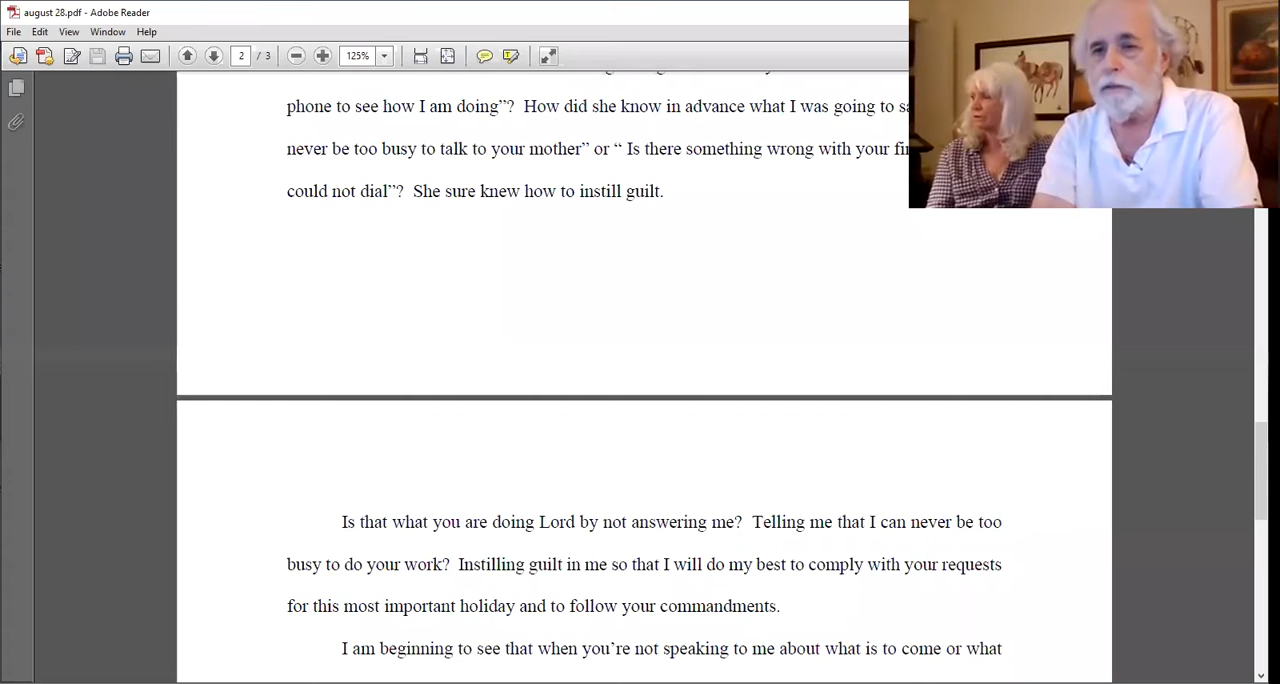 august 28.pdf - Adobe Reader
File Edit View Window Help
2 / 3 125%
phone to see how I am doing”? How did she know in advance what I was going to
never be too busy to talk to your mother” or “ Is there something wrong with your
could not dial”? She sure knew how to instill guilt.
Is that what you are doing Lord by not answering me? Telling me that I can never be too
busy to do your work? Instilling guilt in me so that I will do my best to comply with your requests
for this most important holiday and to follow your commandments.
I am beginning to see that when you’re not speaking to me about what is to come or what